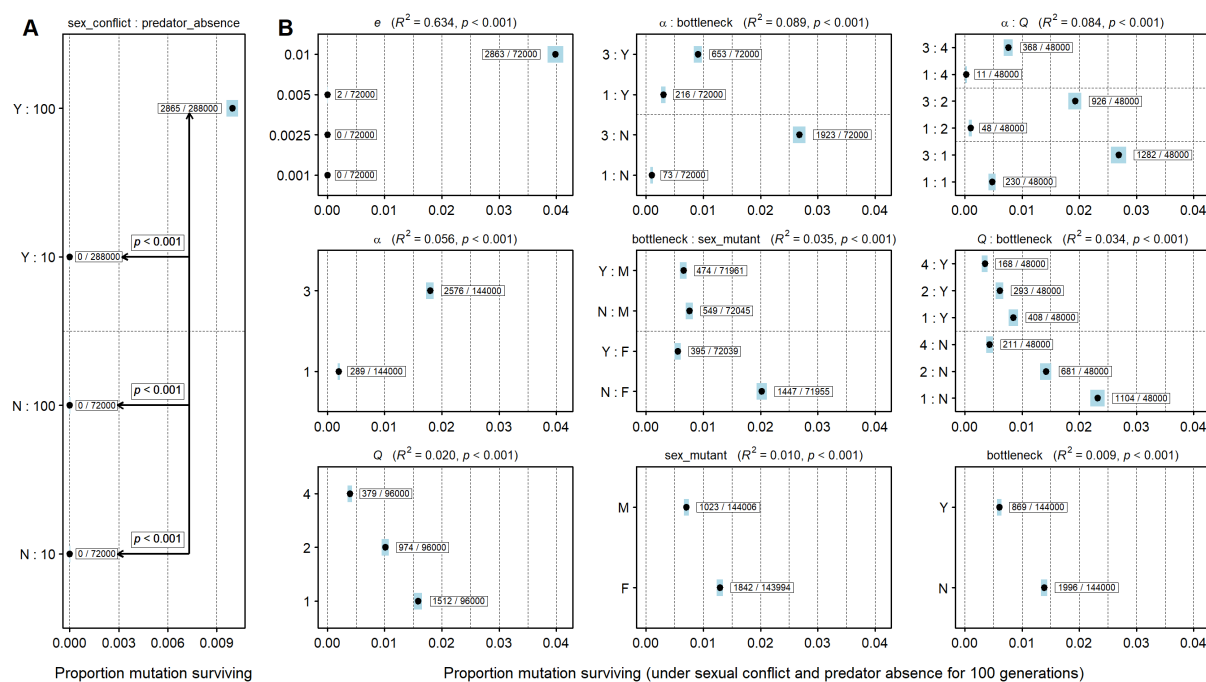 A
sex_conflict : predator_absence
Y : 100
2865 / 288000
Y : 10
0 / 288000
p < 0.001
N : 100
0 / 72000
p < 0.001
N : 10
0 / 72000
p < 0.001
0.000 0.003 0.006 0.009
Proportion mutation surviving
B
e (R² = 0.634, p < 0.001)
0.01
2863 / 72000
0.005
2 / 72000
0.0025
0 / 72000
0.001
0 / 72000
0.00 0.01 0.02 0.03 0.04
α : bottleneck (R² = 0.089, p < 0.001)
3 : Y
653 / 72000
1 : Y
216 / 72000
3 : N
1923 / 72000
1 : N
73 / 72000
0.00 0.01 0.02 0.03 0.04
α : Q (R² = 0.084, p < 0.001)
3 : 4
368 / 48000
1 : 4
11 / 48000
3 : 2
926 / 48000
1 : 2
48 / 48000
3 : 1
1282 / 48000
1 : 1
230 / 48000
0.00 0.01 0.02 0.03 0.04
α (R² = 0.056, p < 0.001)
3
2576 / 144000
1
289 / 144000
0.00 0.01 0.02 0.03 0.04
bottleneck : sex_mutant (R² = 0.035, p < 0.001)
Y : M
474 / 71961
N : M
549 / 72045
Y : F
395 / 72039
N : F
1447 / 71955
0.00 0.01 0.02 0.03 0.04
Q : bottleneck (R² = 0.034, p < 0.001)
4 : Y
168 / 48000
2 : Y
293 / 48000
1 : Y
408 / 48000
4 : N
211 / 48000
2 : N
681 / 48000
1 : N
1104 / 48000
0.00 0.01 0.02 0.03 0.04
Q (R² = 0.020, p < 0.001)
4
379 / 96000
2
974 / 96000
1
1512 / 96000
0.00 0.01 0.02 0.03 0.04
sex_mutant (R² = 0.010, p < 0.001)
M
1023 / 144006
F
1842 / 143994
0.00 0.01 0.02 0.03 0.04
bottleneck (R² = 0.009, p < 0.001)
Y
869 / 144000
N
1996 / 144000
0.00 0.01 0.02 0.03 0.04
Proportion mutation surviving (under sexual conflict and predator absence for 100 generations)